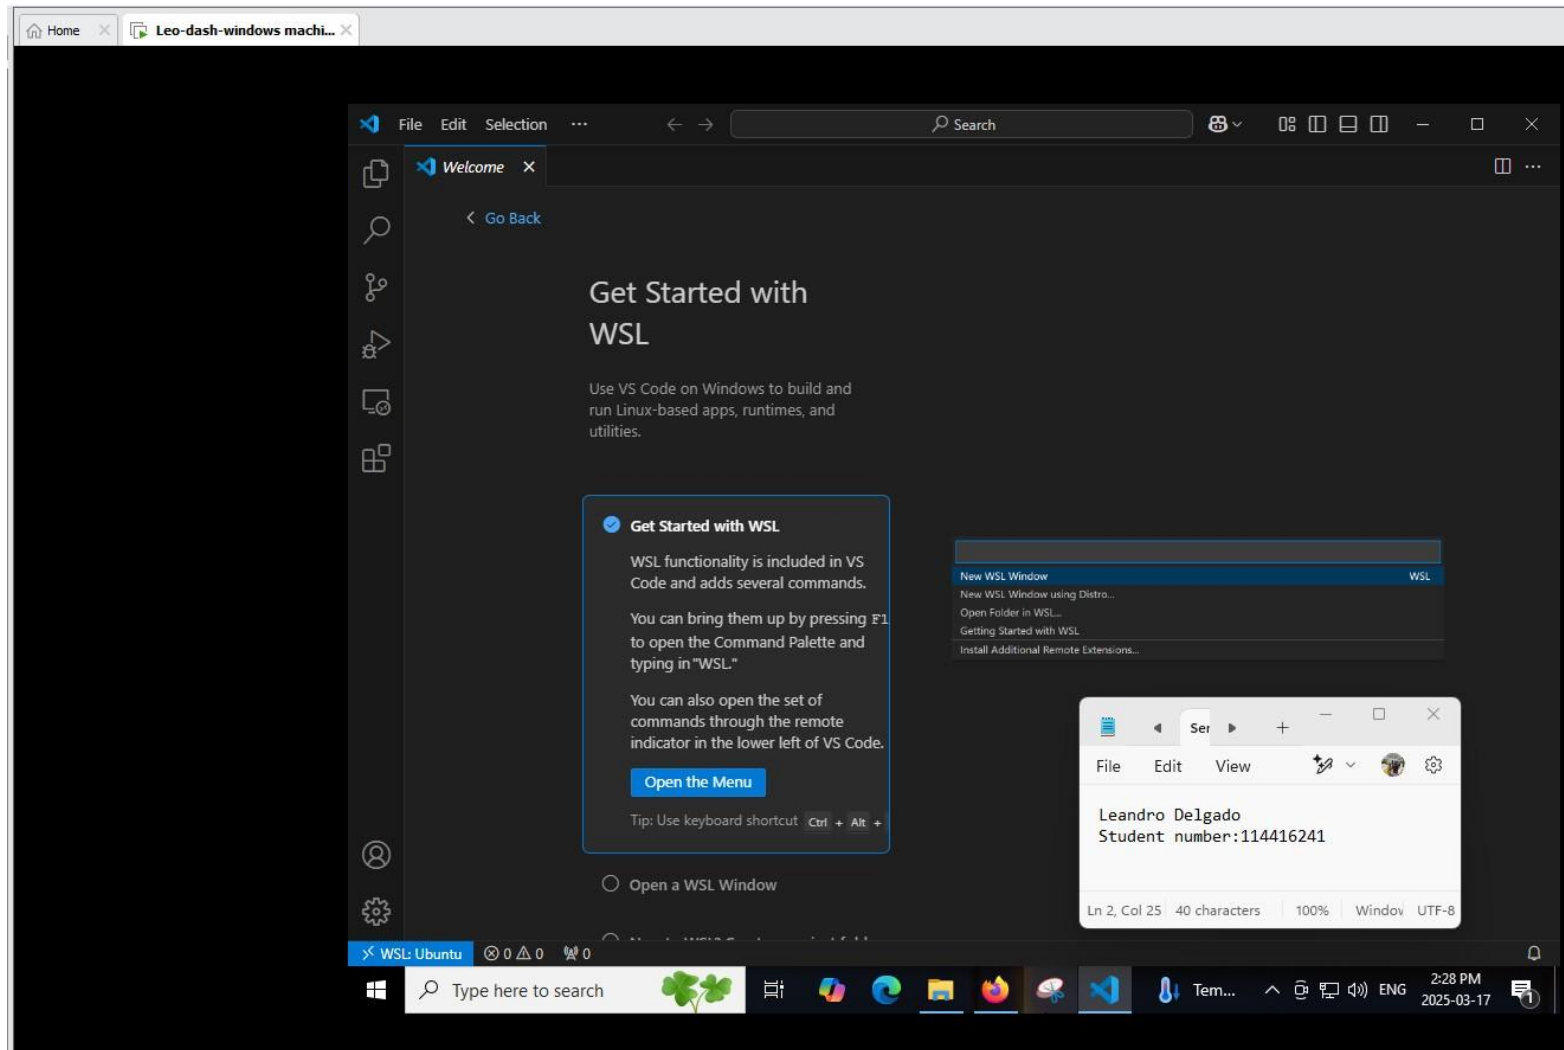 Home
Leo-dash-windows machi...
File Edit Selection ...
Search
Welcome
Go Back
Get Started with
WSL
Use VS Code on Windows to build and
run Linux-based apps, runtimes, and
utilities.
Get Started with WSL
WSL functionality is included in VS
Code and adds several commands.
You can bring them up by pressing F1
to open the Command Palette and
typing in "WSL."
You can also open the set of
commands through the remote
indicator in the lower left of VS Code.
Open the Menu
Tip: Use keyboard shortcut Ctrl + Alt +
Open a WSL Window
New WSL Window WSL
New WSL Window using Distro...
Open Folder in WSL...
Getting Started with WSL
Install Additional Remote Extensions...
Ser
File Edit View
Leandro Delgado
Student number:114416241
Ln 2, Col 25 40 characters 100% Window UTF-8
WSL: Ubuntu 0 0 0
Type here to search
Tem... ENG
2:28 PM
2025-03-17
1